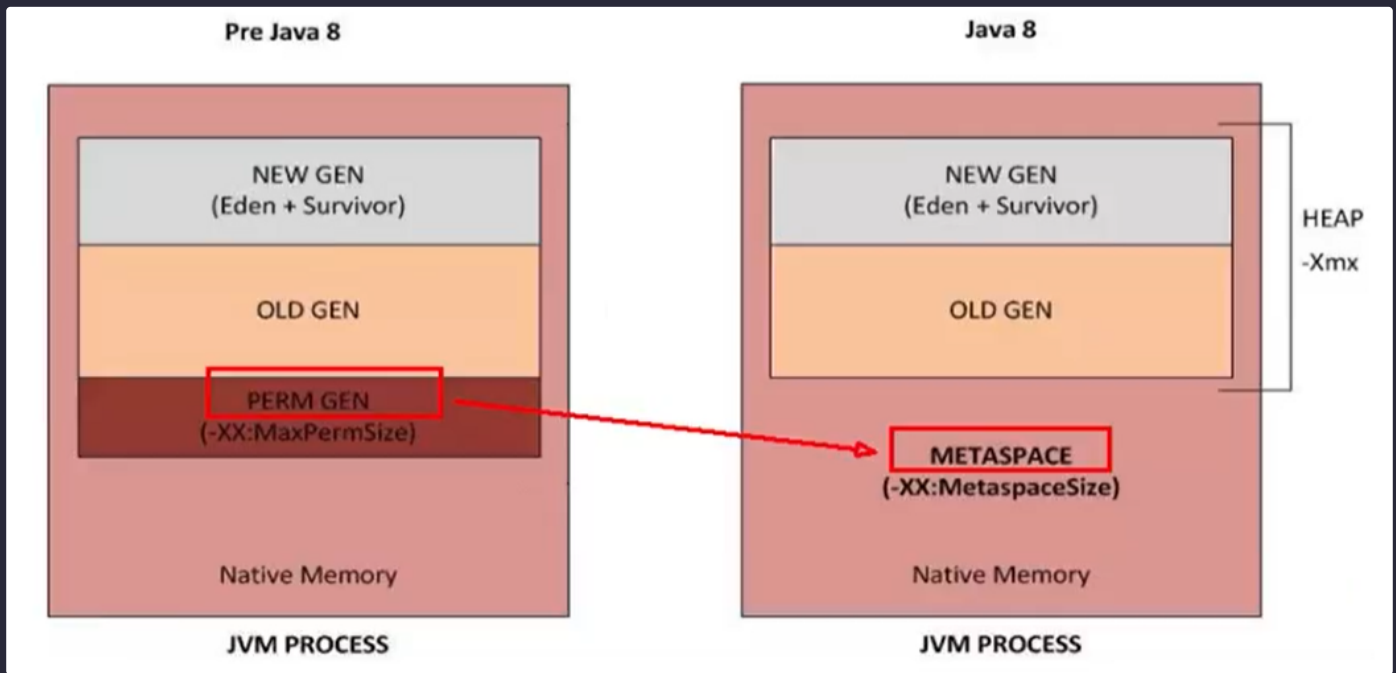 Pre Java 8
NEW GEN
(Eden + Survivor)
OLD GEN
PERM GEN
(-XX:MaxPermSize)
Native Memory
JVM PROCESS
Java 8
NEW GEN
(Eden + Survivor)
OLD GEN
HEAP
-Xmx
METASPACE
(-XX:MetaspaceSize)
Native Memory
JVM PROCESS